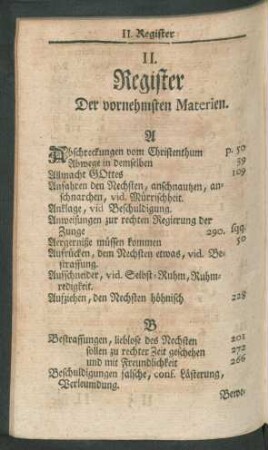 II. Register
II.
Register
Der vornehmsten Materien.
A
Abschreckungen vom Christenthum p. 50
Abwege in demselben 59
Allmacht GOttes 109
Anfahren den Nechsten, anschnautzen, an-
schnarchen, vid. Mürrischheit.
Anklage, vid. Beschuldigung.
Anweisungen zur rechten Regierung der
Zunge 290. sqq.
Aergerniße müssen kommen 50
Aufrücken, dem Nechsten etwas, vid. Be-
straffung.
Aufschneider, vid. Selbst-Ruhm, Ruhm-
redigkeit.
Aufziehen, den Nechsten höhnisch 228
B
Bestraffungen, lieblose des Nechsten 201
sollen zu rechter Zeit geschehen 272
und mit Freundlichkeit 266
Beschuldigungen falsche, conf. Lästerung,
Verleumdung.
Bewe-